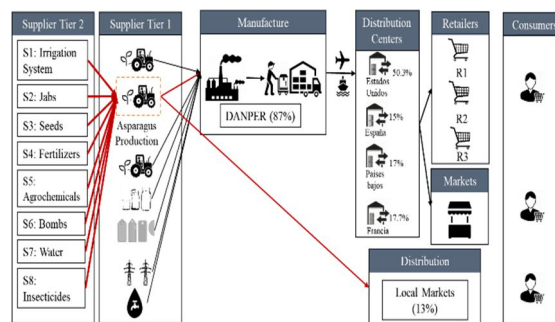 Supplier Tier 2
S1: Irrigation
System
S2: Jabs
S3: Seeds
S4: Fertilizers
S5:
Agrochemicals
S6: Bombs
S7: Water
S8:
Insecticides
Supplier Tier 1
Asparagus
Production
Manufacture
DANPER (87%)
Distribution
Centers
50.3%
Estados
Unidos
15%
España
17%
Países
bajos
17.7%
Francia
Retailers
R1
R2
R3
Markets
Distribution
Local Markets
(13%)
Consumers